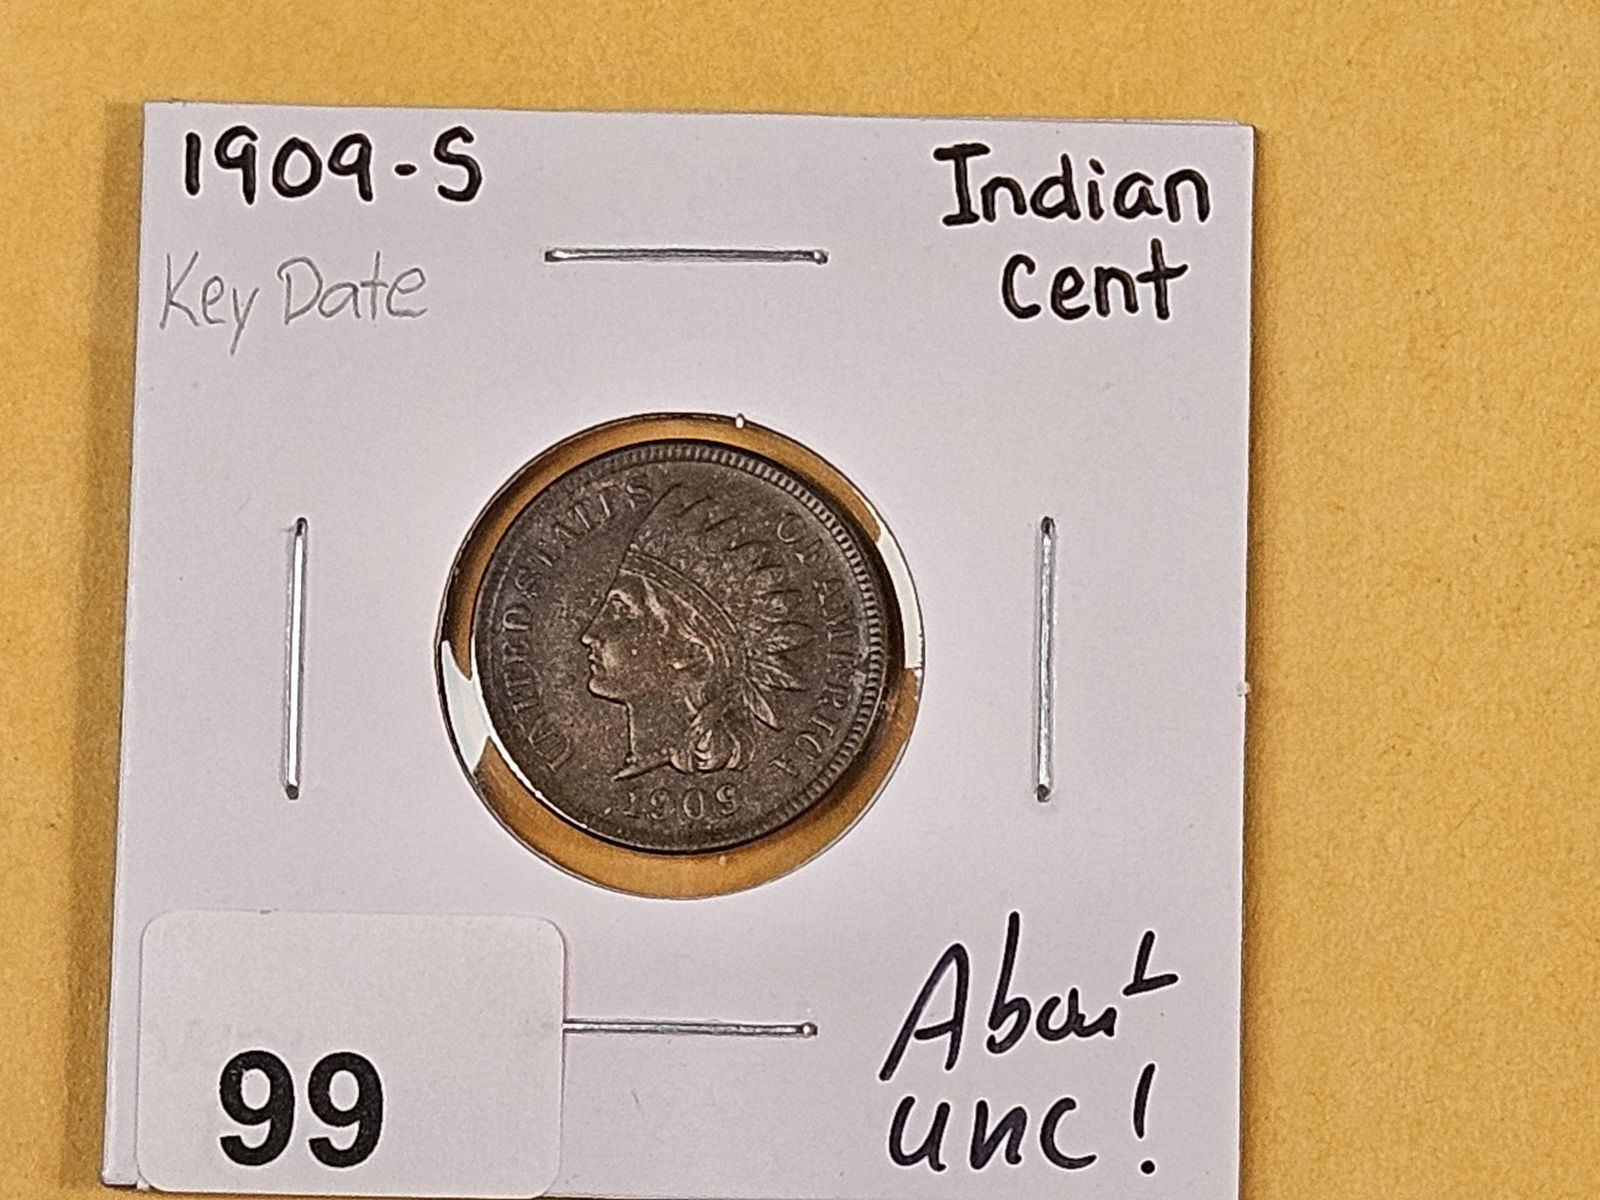 1909-S
Key Date
Indian
Cent
UNITED STATES
OF AMERICA
1909
99
About
unc!